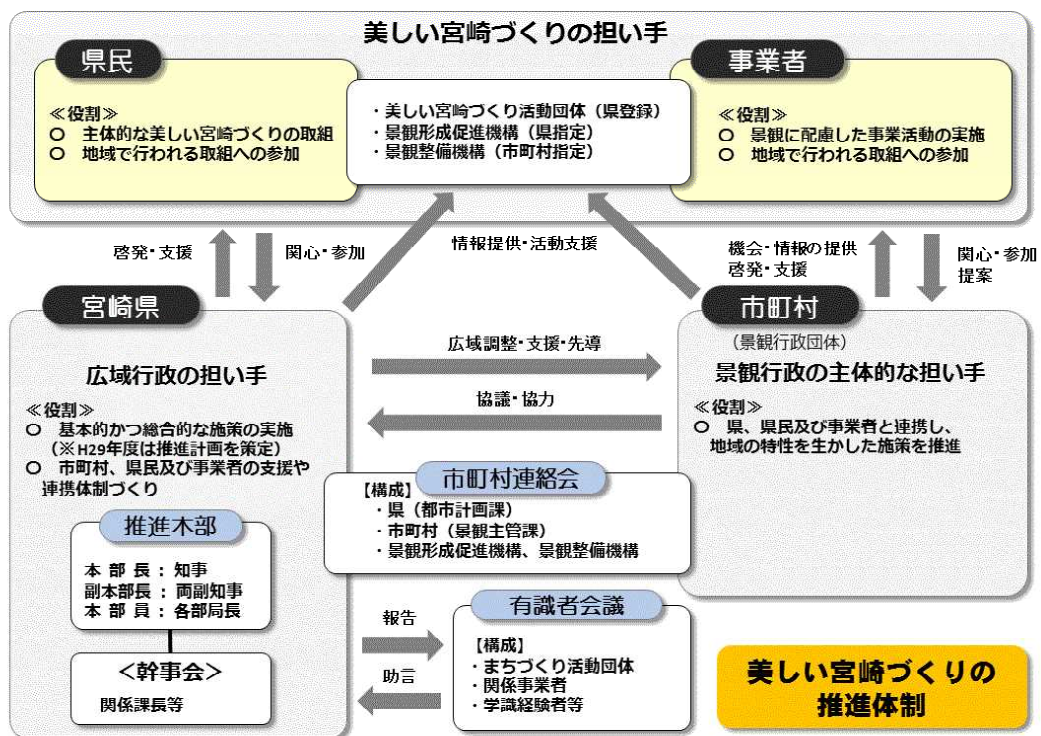 美しい宮崎づくりの担い手
県民
≪役割≫
○ 主体的な美しい宮崎づくりの取組
○ 地域で行われる取組への参加
・美しい宮崎づくり活動団体（県登録）
・景観形成促進機構（県指定）
・景観整備機構（市町村指定）
事業者
≪役割≫
○ 景観に配慮した事業活動の実施
○ 地域で行われる取組への参加
啓発・支援
関心・参加
情報提供・活動支援
機会・情報の提供
啓発・支援
関心・参加
提案
宮崎県
広域行政の担い手
≪役割≫
○ 基本的かつ総合的な施策の実施
（※H29年度は推進計画を策定）
○ 市町村、県民及び事業者の支援や
連携体制づくり
広域調整・支援・先導
協議・協力
市町村
（景観行政団体）
景観行政の主体的な担い手
≪役割≫
○ 県、県民及び事業者と連携し、
地域の特性を生かした施策を推進
市町村連絡会
【構成】
・県（都市計画課）
・市町村（景観主管課）
・景観形成促進機構、景観整備機構
推進本部
本 部 長 ： 知事
副本部長 ： 両副知事
本 部 員 ： 各部局長
＜幹事会＞
関係課長等
報告
助言
有識者会議
【構成】
・まちづくり活動団体
・関係事業者
・学識経験者等
美しい宮崎づくりの
推進体制